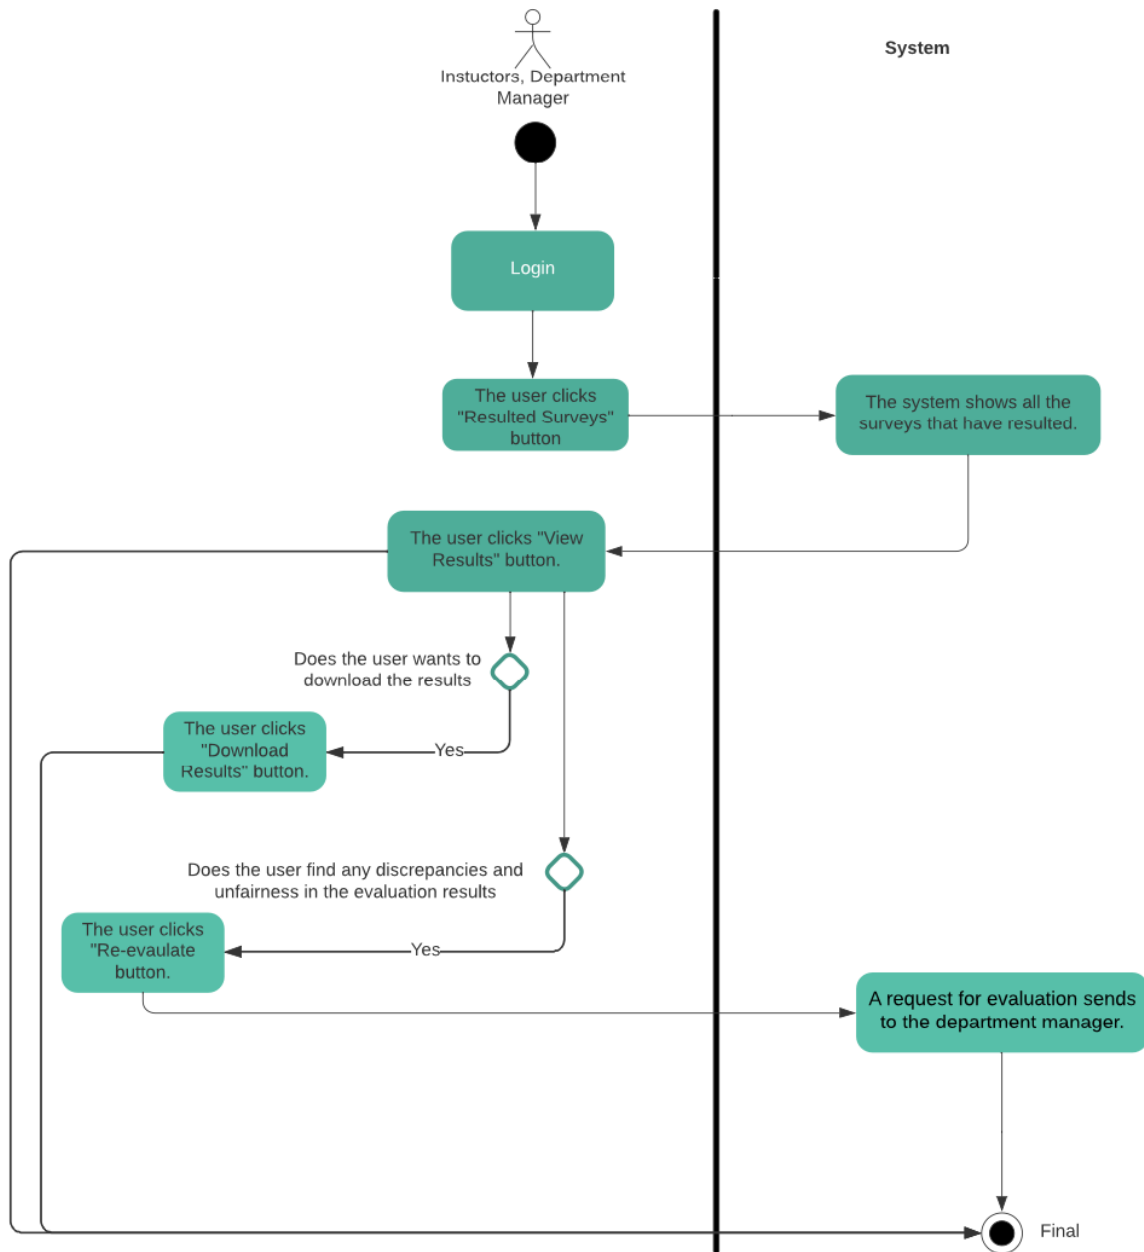 Instuctors, Department
Manager
System
Login
The user clicks
"Resulted Surveys"
button
The system shows all the
surveys that have resulted.
The user clicks "View
Results" button.
Does the user wants to
download the results
The user clicks
"Download
Results" button.
Yes
Does the user find any discrepancies and
unfairness in the evaluation results
The user clicks
"Re-evaulate
button.
Yes
A request for evaluation sends
to the department manager.
Final